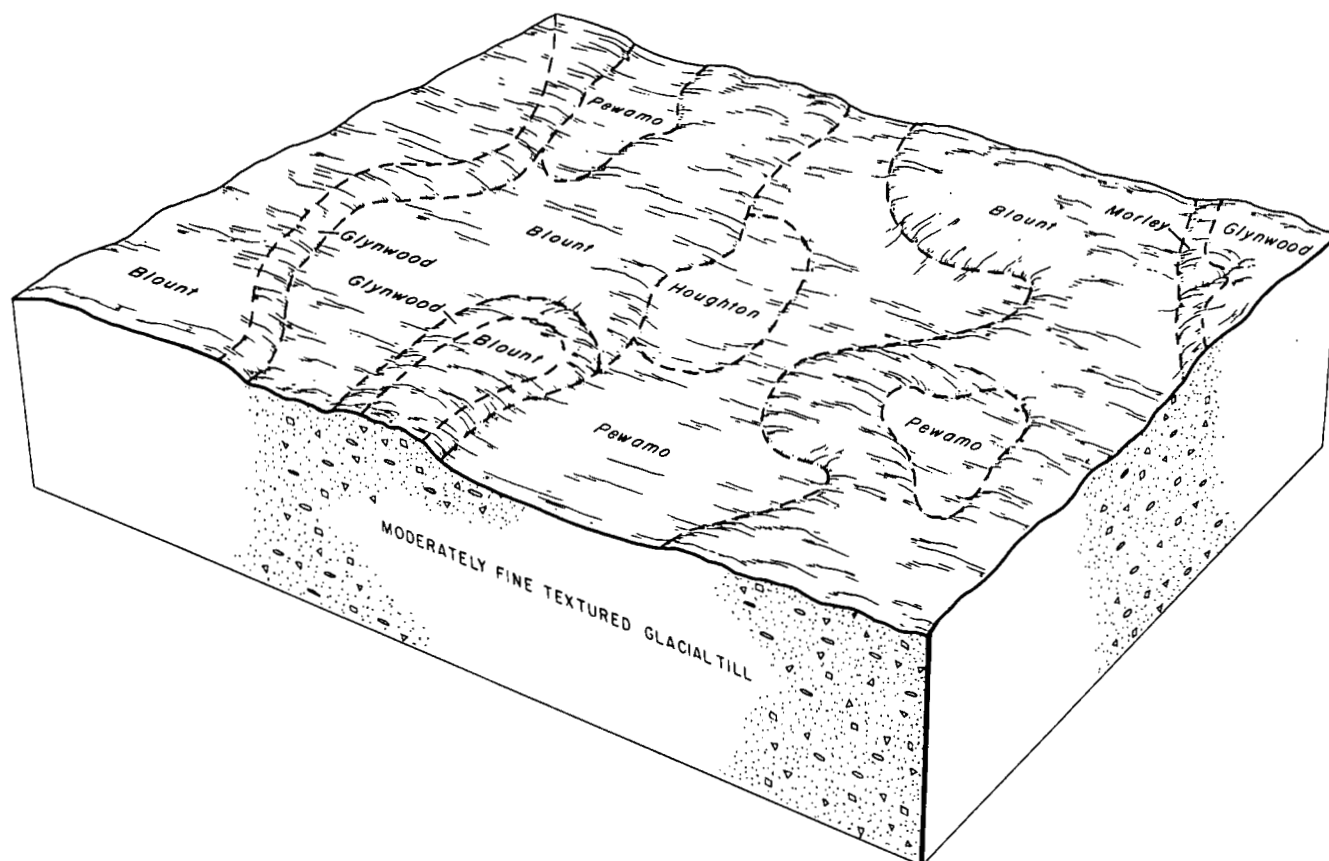 Pewamo
Blount
Morley
Glynwood
Blount
Glynwood
Blount
Glynwood
Houghton
Blount
Pewamo
Pewamo
MODERATELY FINE TEXTURED GLACIAL TILL